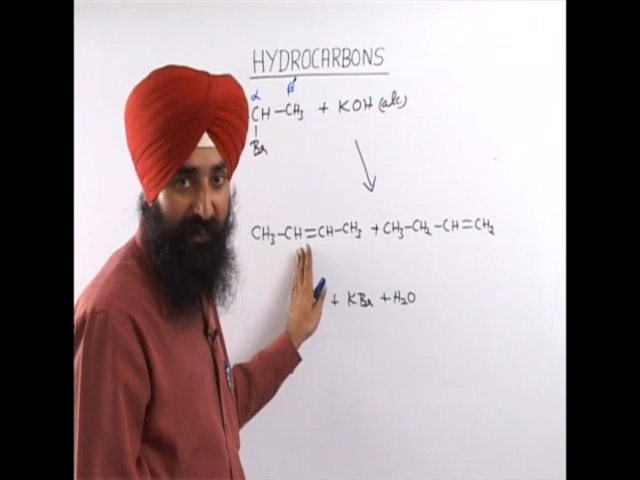 HYDROCARBONS
α β'
CH-CH3 + KOH (alc)
|
Br
CH3-CH=CH-CH3 + CH3-CH2-CH=CH2
+ KBr + H2O